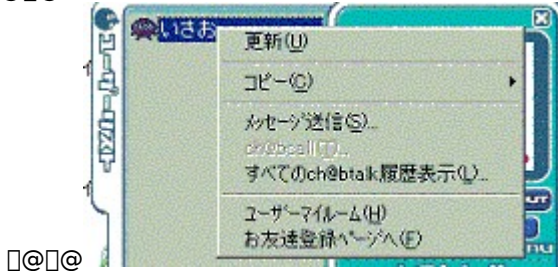 いさお
更新(U)
コピー(C)
メッセージ送信(S)...
ch@bcall(T)...
すべてのch@btalk履歴表示(L)...
ユーザーマイルーム(H)
お友達登録ページへ(F)